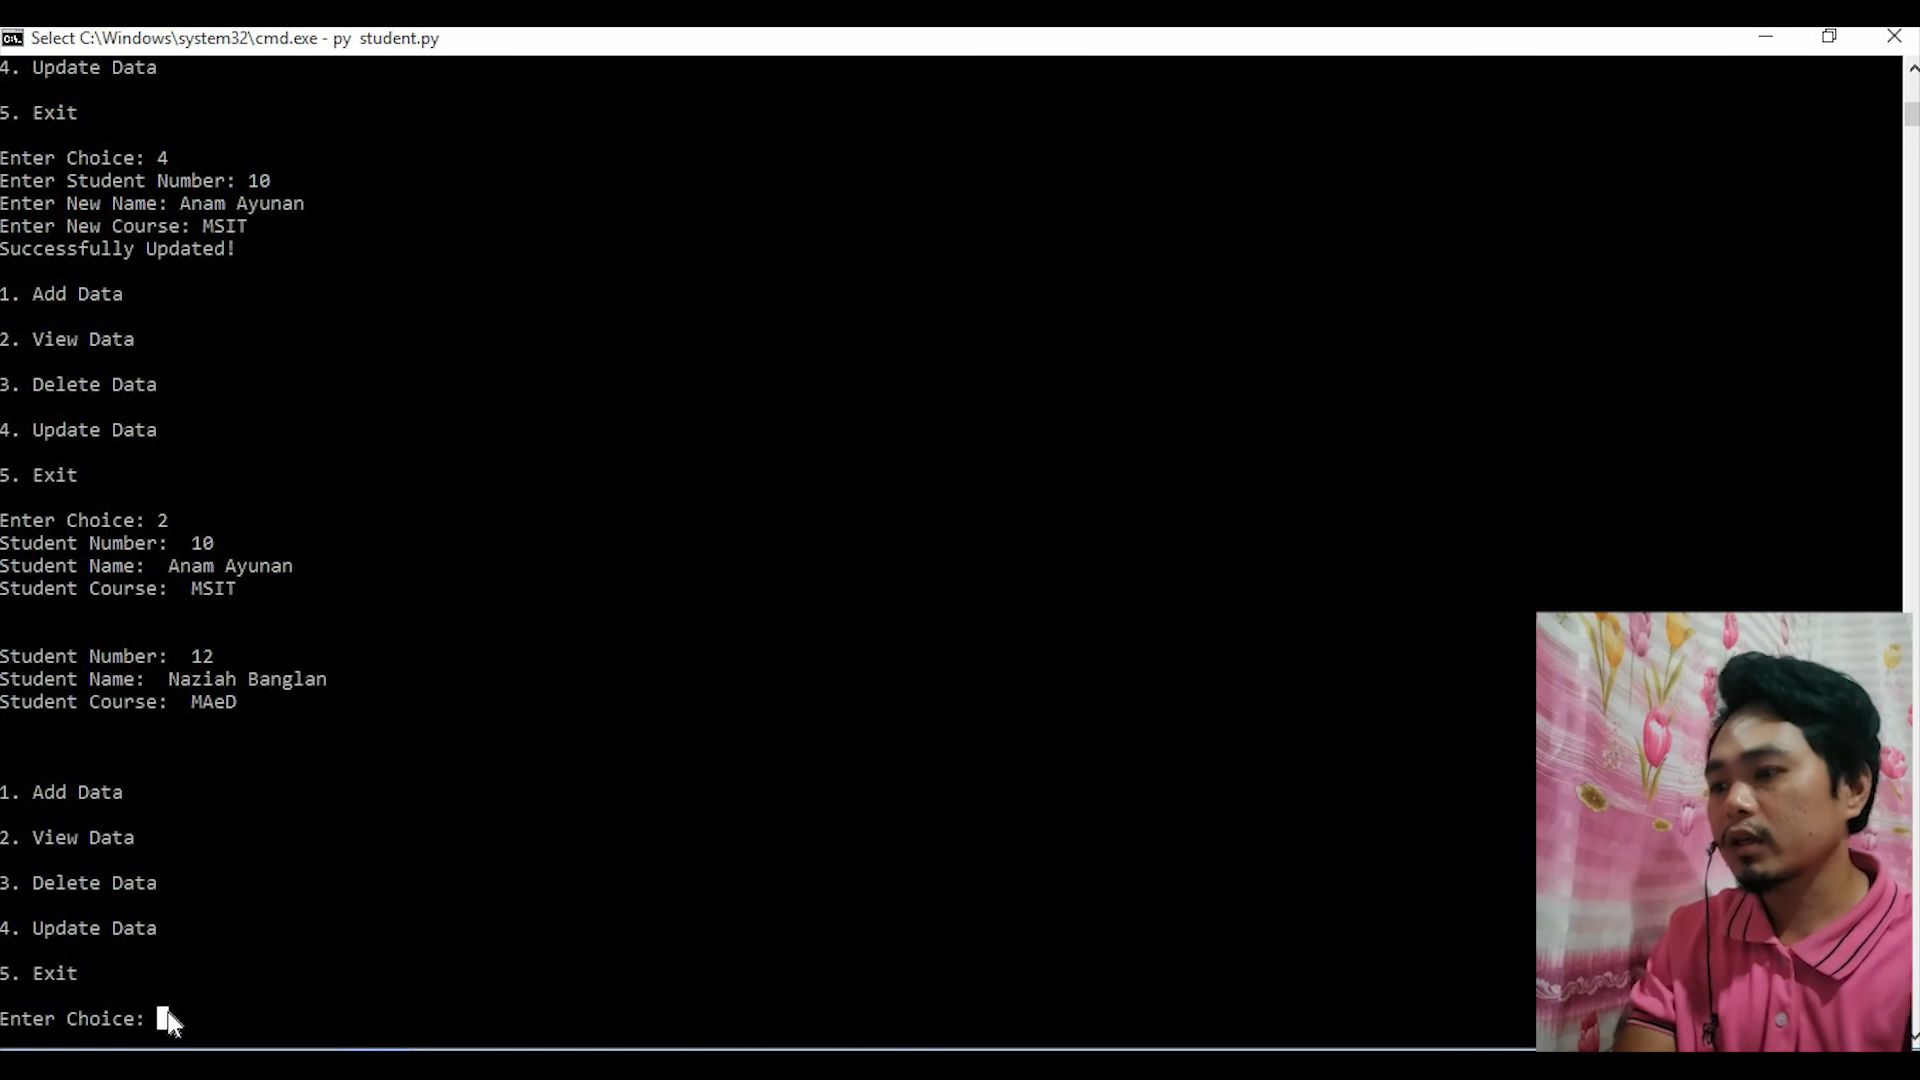 Select C:\Windows\system32\cmd.exe - py  student.py
4. Update Data
5. Exit
Enter Choice: 4
Enter Student Number: 10
Enter New Name: Anam Ayunan
Enter New Course: MSIT
Successfully Updated!
1. Add Data
2. View Data
3. Delete Data
4. Update Data
5. Exit
Enter Choice: 2
Student Number:  10
Student Name:  Anam Ayunan
Student Course:  MSIT
Student Number:  12
Student Name:  Naziah Banglan
Student Course:  MAeD
1. Add Data
2. View Data
3. Delete Data
4. Update Data
5. Exit
Enter Choice: